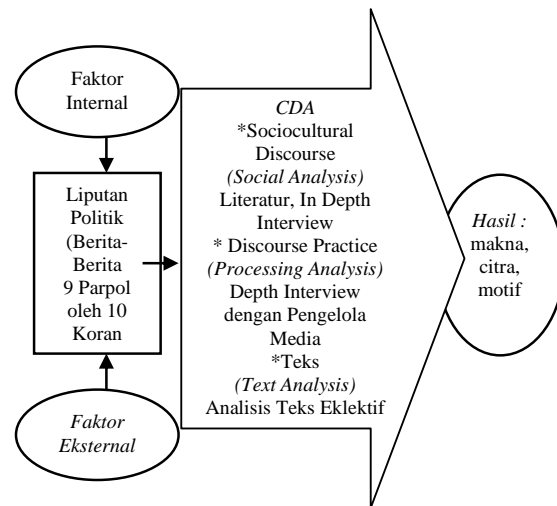 Faktor
Internal
Liputan
Politik
(Berita-
Berita
9 Parpol
oleh 10
Koran
Faktor
Eksternal
CDA
*Sociocultural
Discourse
(Social Analysis)
Literatur, In Depth
Interview
* Discourse Practice
(Processing Analysis)
Depth Interview
dengan Pengelola
Media
*Teks
(Text Analysis)
Analisis Teks Eklektif
Hasil :
makna,
citra,
motif